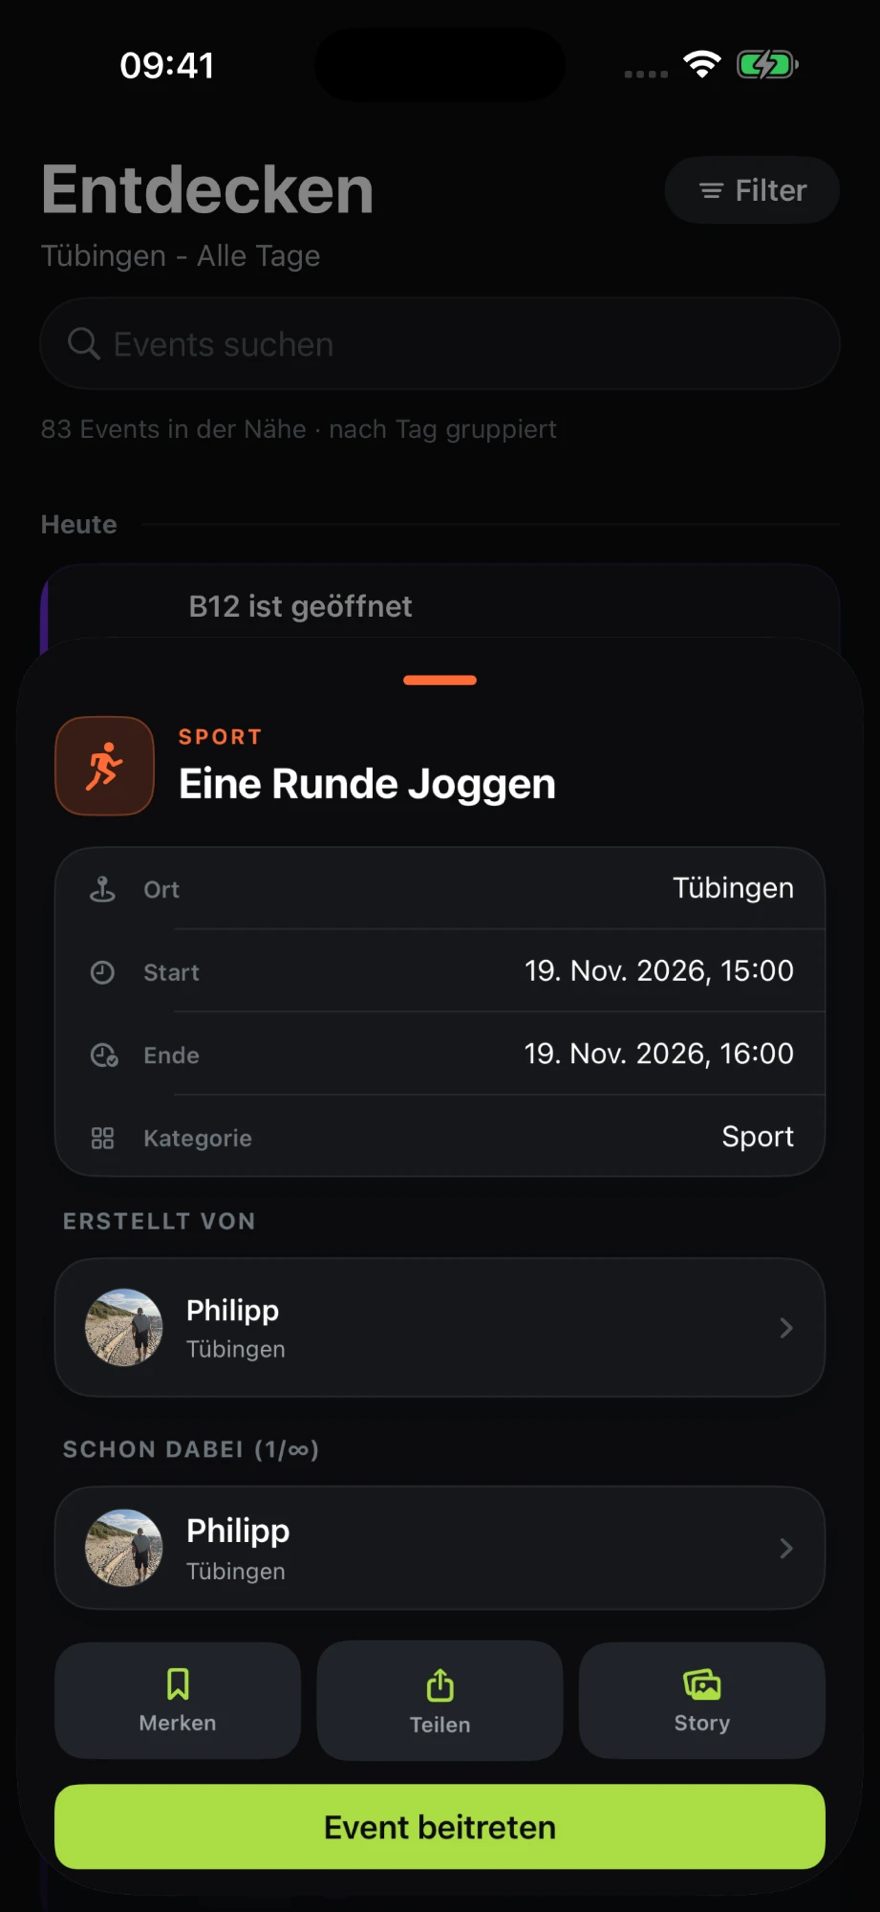 09:41
Entdecken
Filter
Tübingen - Alle Tage
Events suchen
83 Events in der Nähe · nach Tag gruppiert
Heute
B12 ist geöffnet
SPORT
Eine Runde Joggen
Ort Tübingen
Start 19. Nov. 2026, 15:00
Ende 19. Nov. 2026, 16:00
Kategorie Sport
ERSTELLT VON
Philipp
Tübingen
SCHON DABEI (1/∞)
Philipp
Tübingen
Merken Teilen Story
Event beitreten